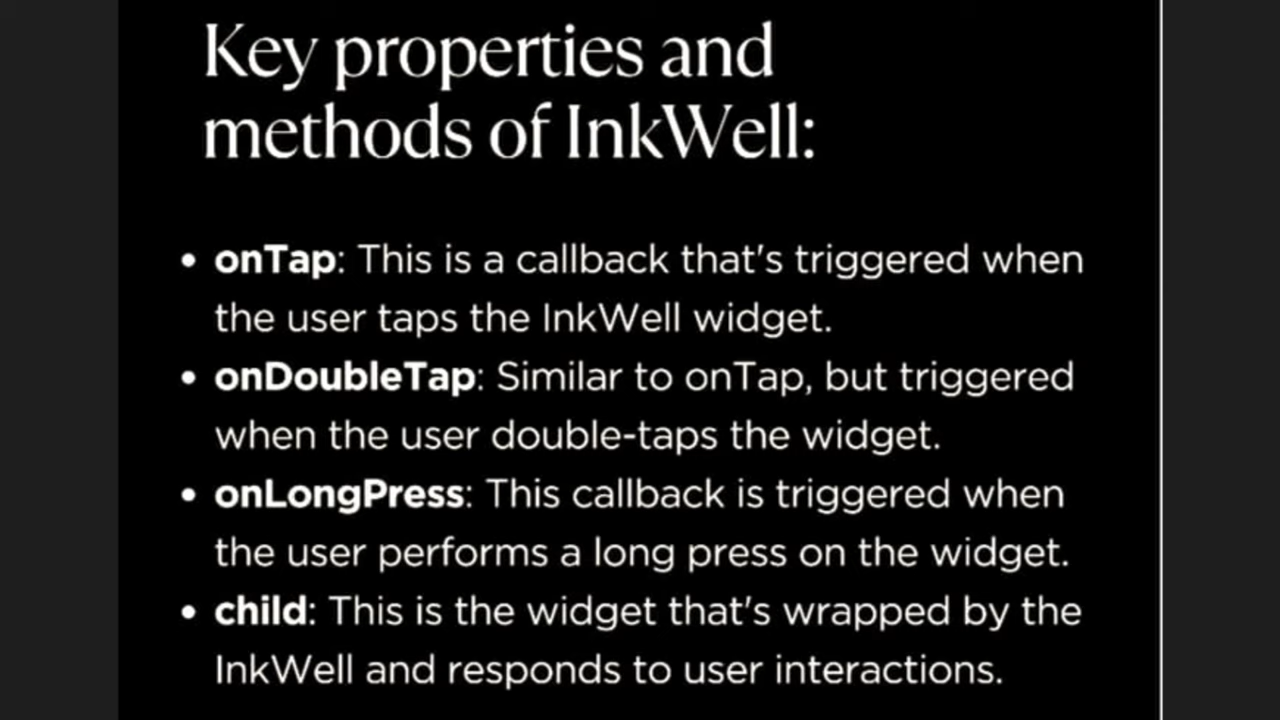 Key properties and
methods of InkWell:
• onTap: This is a callback that's triggered when
the user taps the InkWell widget.
• onDoubleTap: Similar to onTap, but triggered
when the user double-taps the widget.
• onLongPress: This callback is triggered when
the user performs a long press on the widget.
• child: This is the widget that's wrapped by the
InkWell and responds to user interactions.